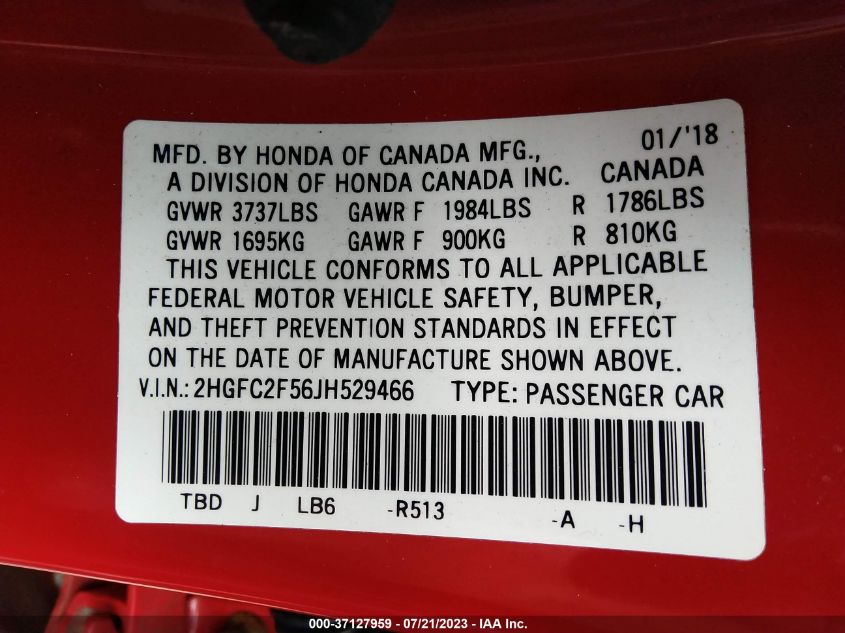 01/'18
MFD. BY HONDA OF CANADA MFG.,
A DIVISION OF HONDA CANADA INC. CANADA
GVWR 3737LBS GAWR F 1984LBS R 1786LBS
GVWR 1695KG GAWR F 900KG R 810KG
THIS VEHICLE CONFORMS TO ALL APPLICABLE
FEDERAL MOTOR VEHICLE SAFETY, BUMPER,
AND THEFT PREVENTION STANDARDS IN EFFECT
ON THE DATE OF MANUFACTURE SHOWN ABOVE.
V.I.N.: 2HGFC2F56JH529466 TYPE: PASSENGER CAR
TBD J LB6 -R513 -A -H
000-37127959 - 07/21/2023 - IAA Inc.